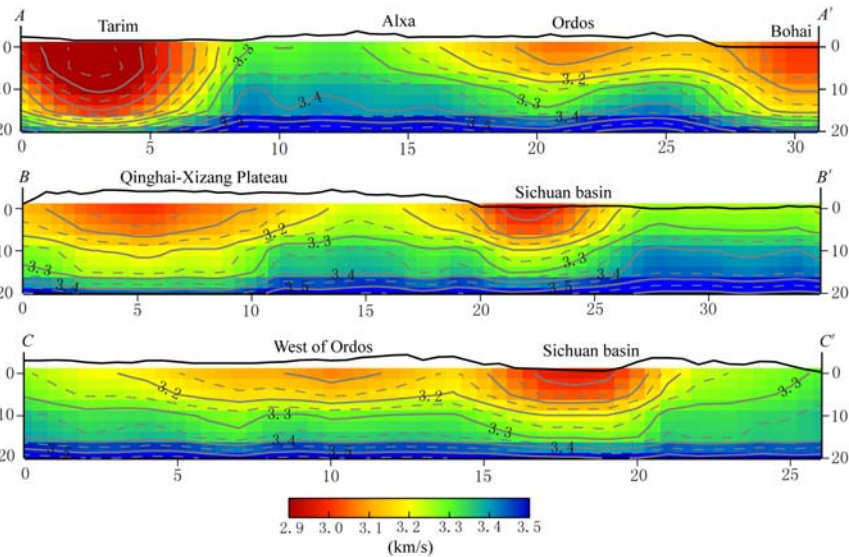 A Tarim Alxa Ordos Bohai A′
0 3.3 3.2 0
10 3.4 3.3 10
20 3.4 20
0 5 10 15 20 25 30
B Qinghai-Xizang Plateau Sichuan basin B′
0 3.2 0
10 3.3 3.3 3.3 10
20 3.4 3.4 3.4 3.5 3.5 20
0 5 10 15 20 25 30
C West of Ordos Sichuan basin C′
0 3.2 3.2 3.3 0
10 3.3 3.3 10
20 3.4 3.4 3.5 20
0 5 10 15 20 25
2.9 3.0 3.1 3.2 3.3 3.4 3.5
(km/s)